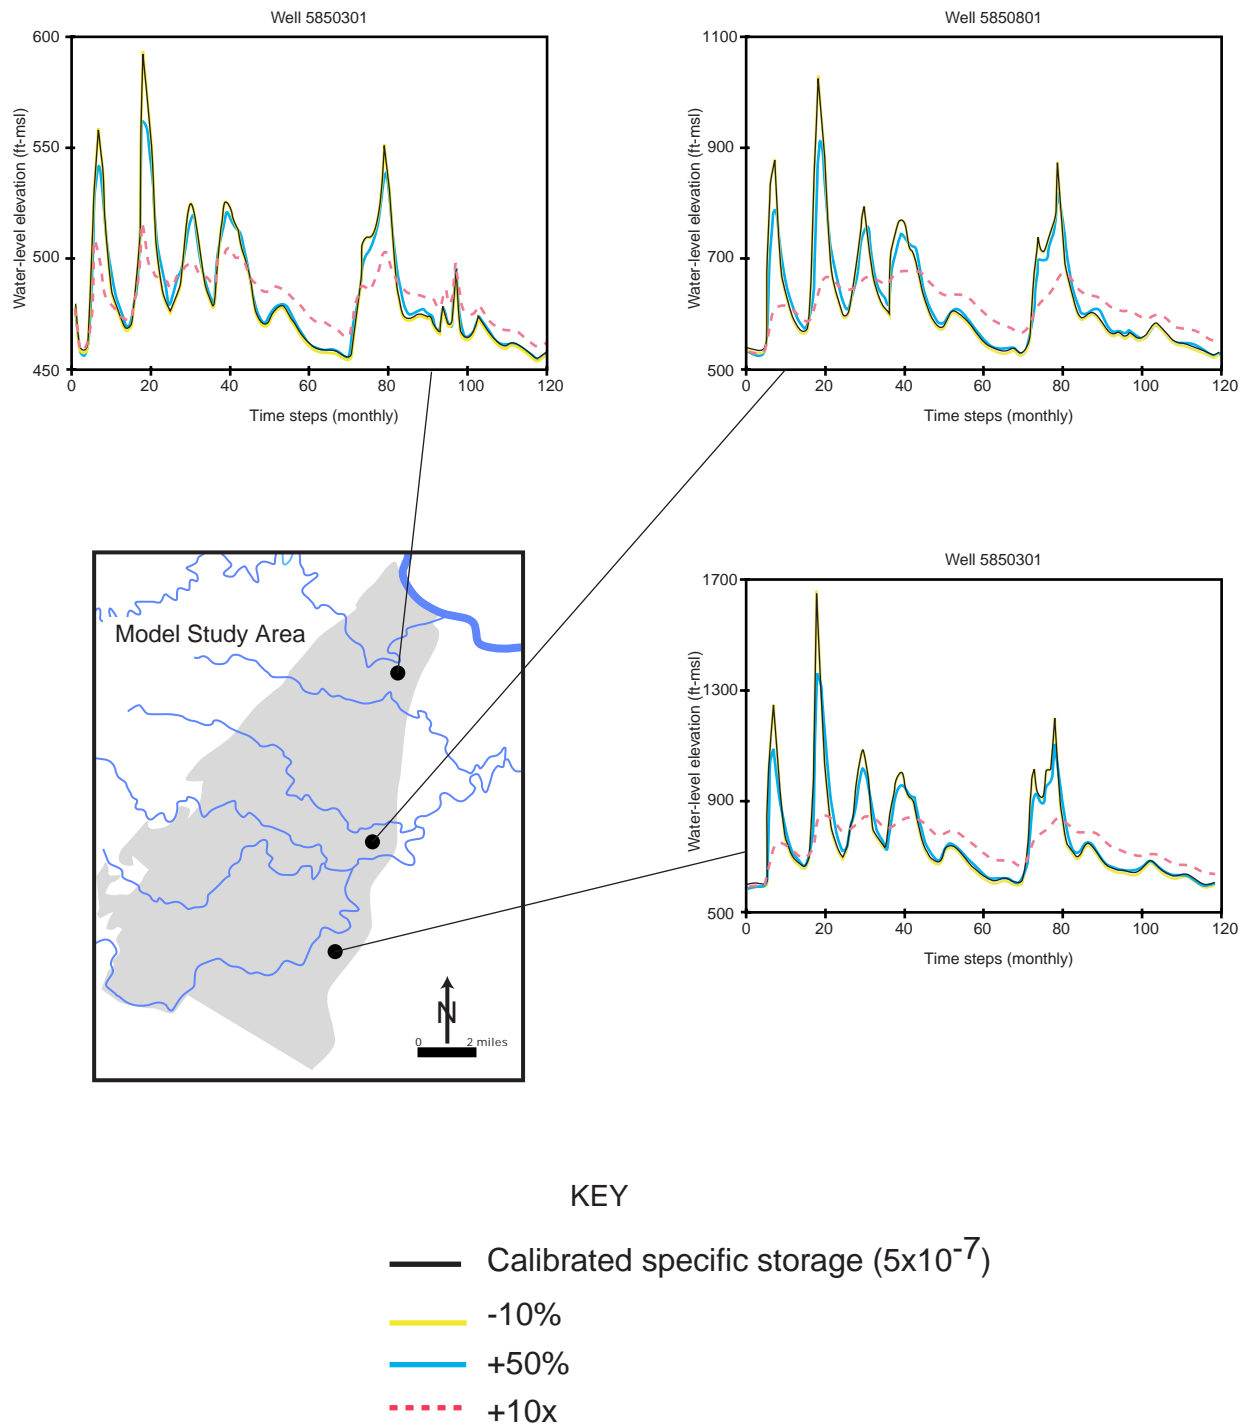 Well 5850301
600
550
500
450
Water-level elevation (ft-msl)
0 20 40 60 80 100 120
Time steps (monthly)
Well 5850801
1100
900
800
700
500
Water-level elevation (ft-msl)
0 20 40 60 80 100 120
Time steps (monthly)
Well 5850301
1700
1300
900
500
Water-level elevation (ft-msl)
0 20 40 60 80 100 120
Time steps (monthly)
Model Study Area
N
0 2 miles
KEY
Calibrated specific storage (5x10⁻⁷)
-10%
+50%
+10x